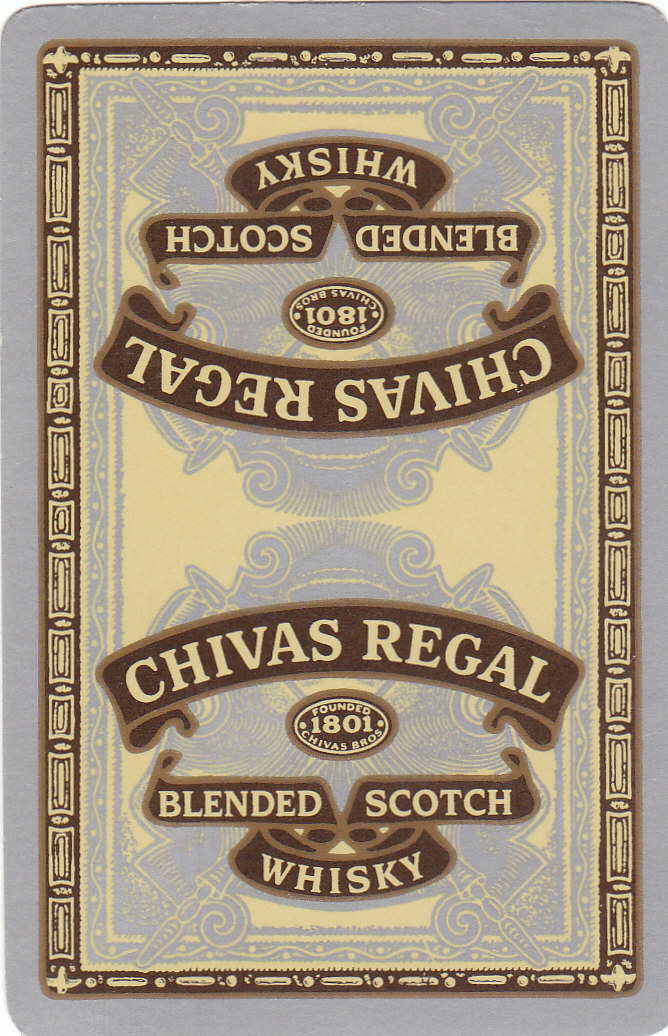 WHISKY
BLENDED SCOTCH
FOUNDED
1801
CHIVAS BROS
CHIVAS REGAL
CHIVAS REGAL
FOUNDED
1801
CHIVAS BROS
BLENDED SCOTCH
WHISKY